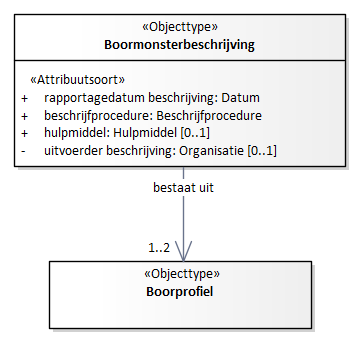 «Objecttype»
Boormonsterbeschrijving
«Attribuutsoort»
+ rapportagedatum beschrijving: Datum
+ beschrijfprocedure: Beschrijfprocedure
+ hulpmiddel: Hulpmiddel [0..1]
- uitvoerder beschrijving: Organisatie [0..1]
bestaat uit
1..2
«Objecttype»
Boorprofiel